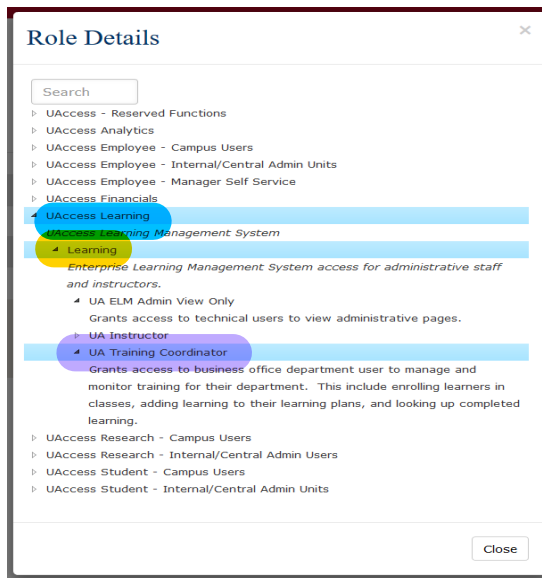 Role Details
×
Search
UAccess - Reserved Functions
UAccess Analytics
UAccess Employee - Campus Users
UAccess Employee - Internal/Central Admin Units
UAccess Employee - Manager Self Service
UAccess Financials
UAccess Learning
UAccess Learning Management System
Learning
Enterprise Learning Management System access for administrative staff
and instructors.
UA ELM Admin View Only
Grants access to technical users to view administrative pages.
UA Instructor
UA Training Coordinator
Grants access to business office department user to manage and
monitor training for their department.  This include enrolling learners in
classes, adding learning to their learning plans, and looking up completed
learning.
UAccess Research - Campus Users
UAccess Research - Internal/Central Admin Users
UAccess Student - Campus Users
UAccess Student - Internal/Central Admin Units
Close